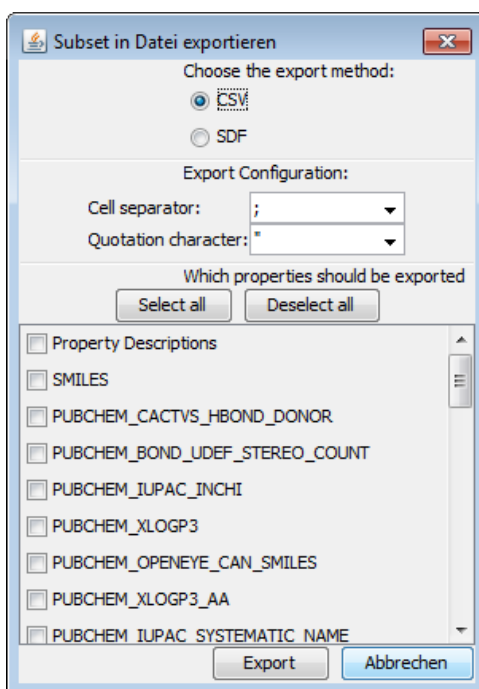 Subset in Datei exportieren
Choose the export method:
CSV
SDF
Export Configuration:
Cell separator: ;
Quotation character: "
Which properties should be exported
Select all Deselect all
Property Descriptions
SMILES
PUBCHEM_CACTVS_HBOND_DONOR
PUBCHEM_BOND_UDEF_STEREO_COUNT
PUBCHEM_IUPAC_INCHI
PUBCHEM_XLOGP3
PUBCHEM_OPENEYE_CAN_SMILES
PUBCHEM_XLOGP3_AA
PUBCHEM_IUPAC_SYSTEMATIC_NAME
Export Abbrechen